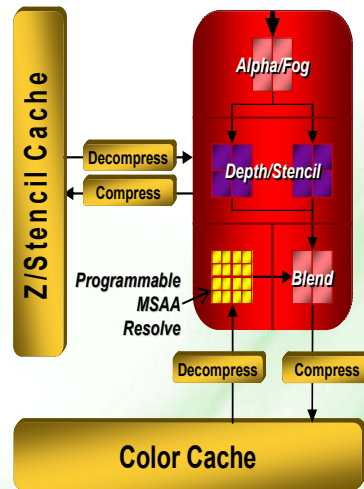 Alpha/Fog
Z/Stencil Cache
Decompress
Depth/Stencil
Compress
Programmable
MSAA
Resolve
Blend
Decompress
Compress
Color Cache